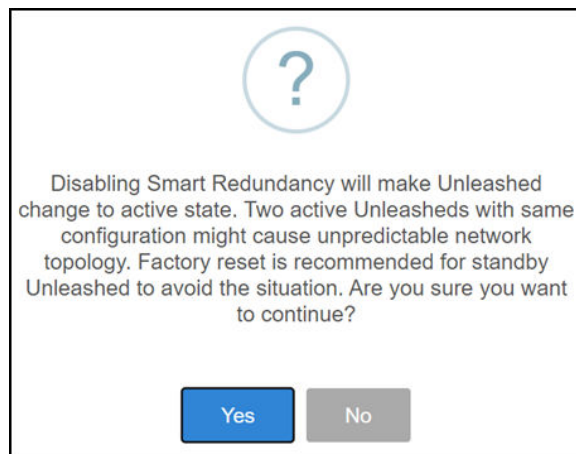 ?
Disabling Smart Redundancy will make Unleashed
change to active state. Two active Unleasheds with same
configuration might cause unpredictable network
topology. Factory reset is recommended for standby
Unleashed to avoid the situation. Are you sure you want
to continue?
Yes
No